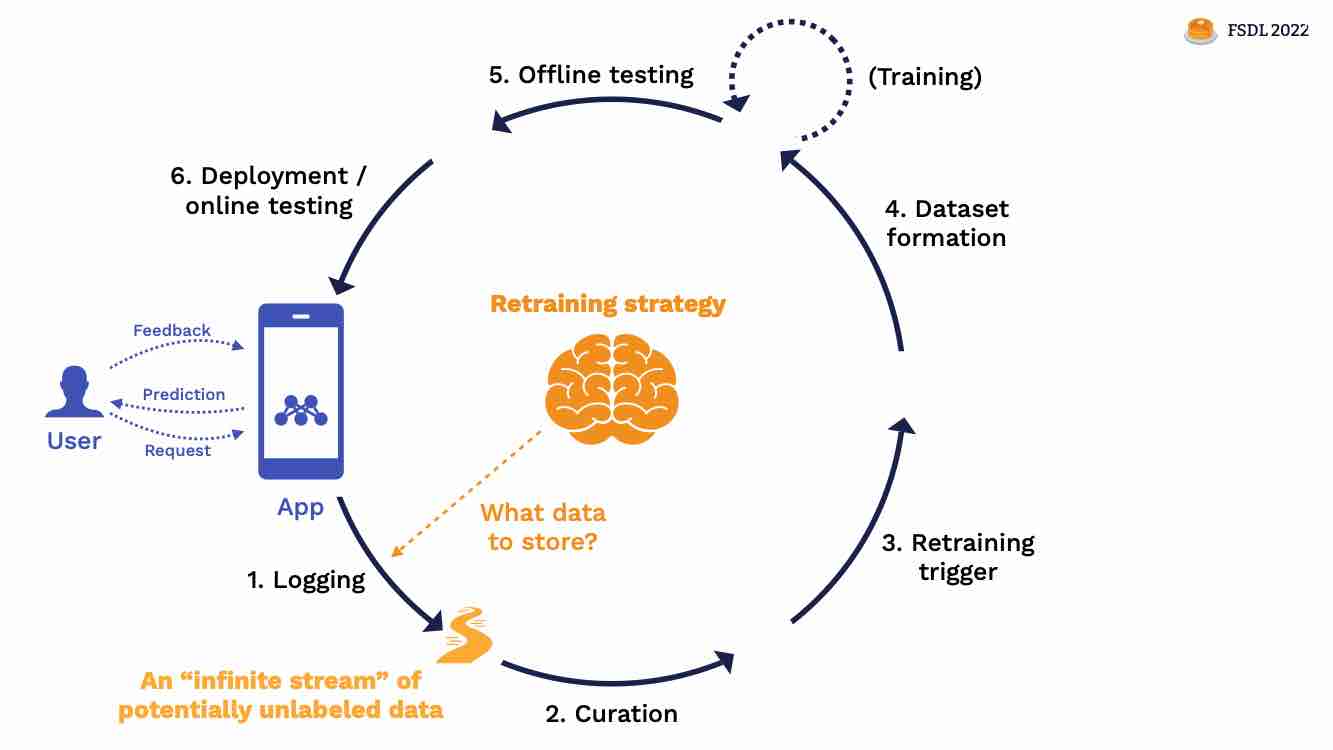 FSDL 2022
5. Offline testing
(Training)
6. Deployment /
online testing
4. Dataset
formation
Retraining strategy
Feedback
Prediction
Request
User
App
What data
to store?
3. Retraining
trigger
1. Logging
An “infinite stream” of
potentially unlabeled data
2. Curation